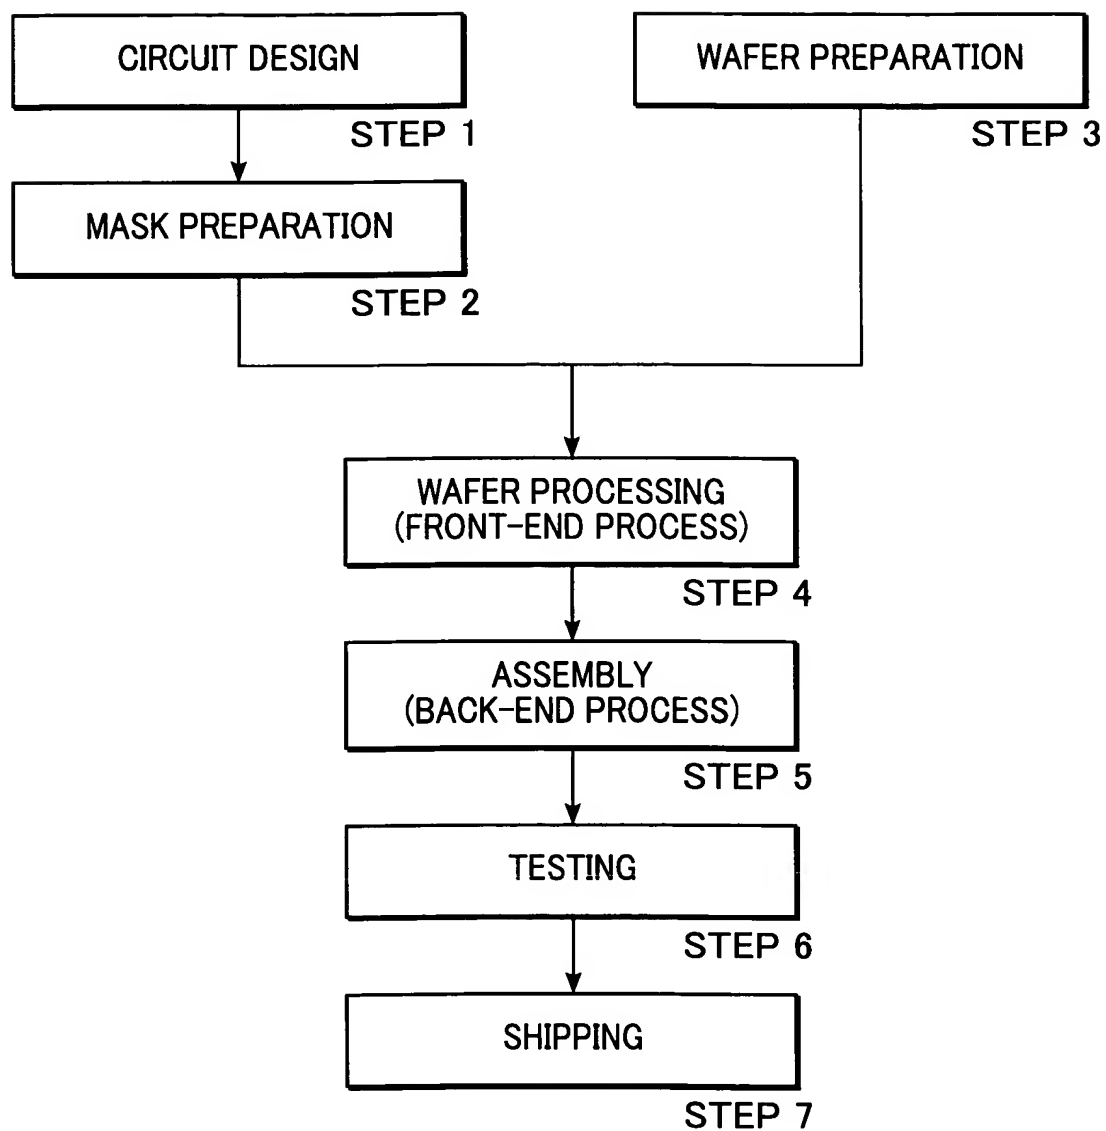 CIRCUIT DESIGN
STEP 1
WAFER PREPARATION
STEP 3
MASK PREPARATION
STEP 2
WAFER PROCESSING
(FRONT-END PROCESS)
STEP 4
ASSEMBLY
(BACK-END PROCESS)
STEP 5
TESTING
STEP 6
SHIPPING
STEP 7